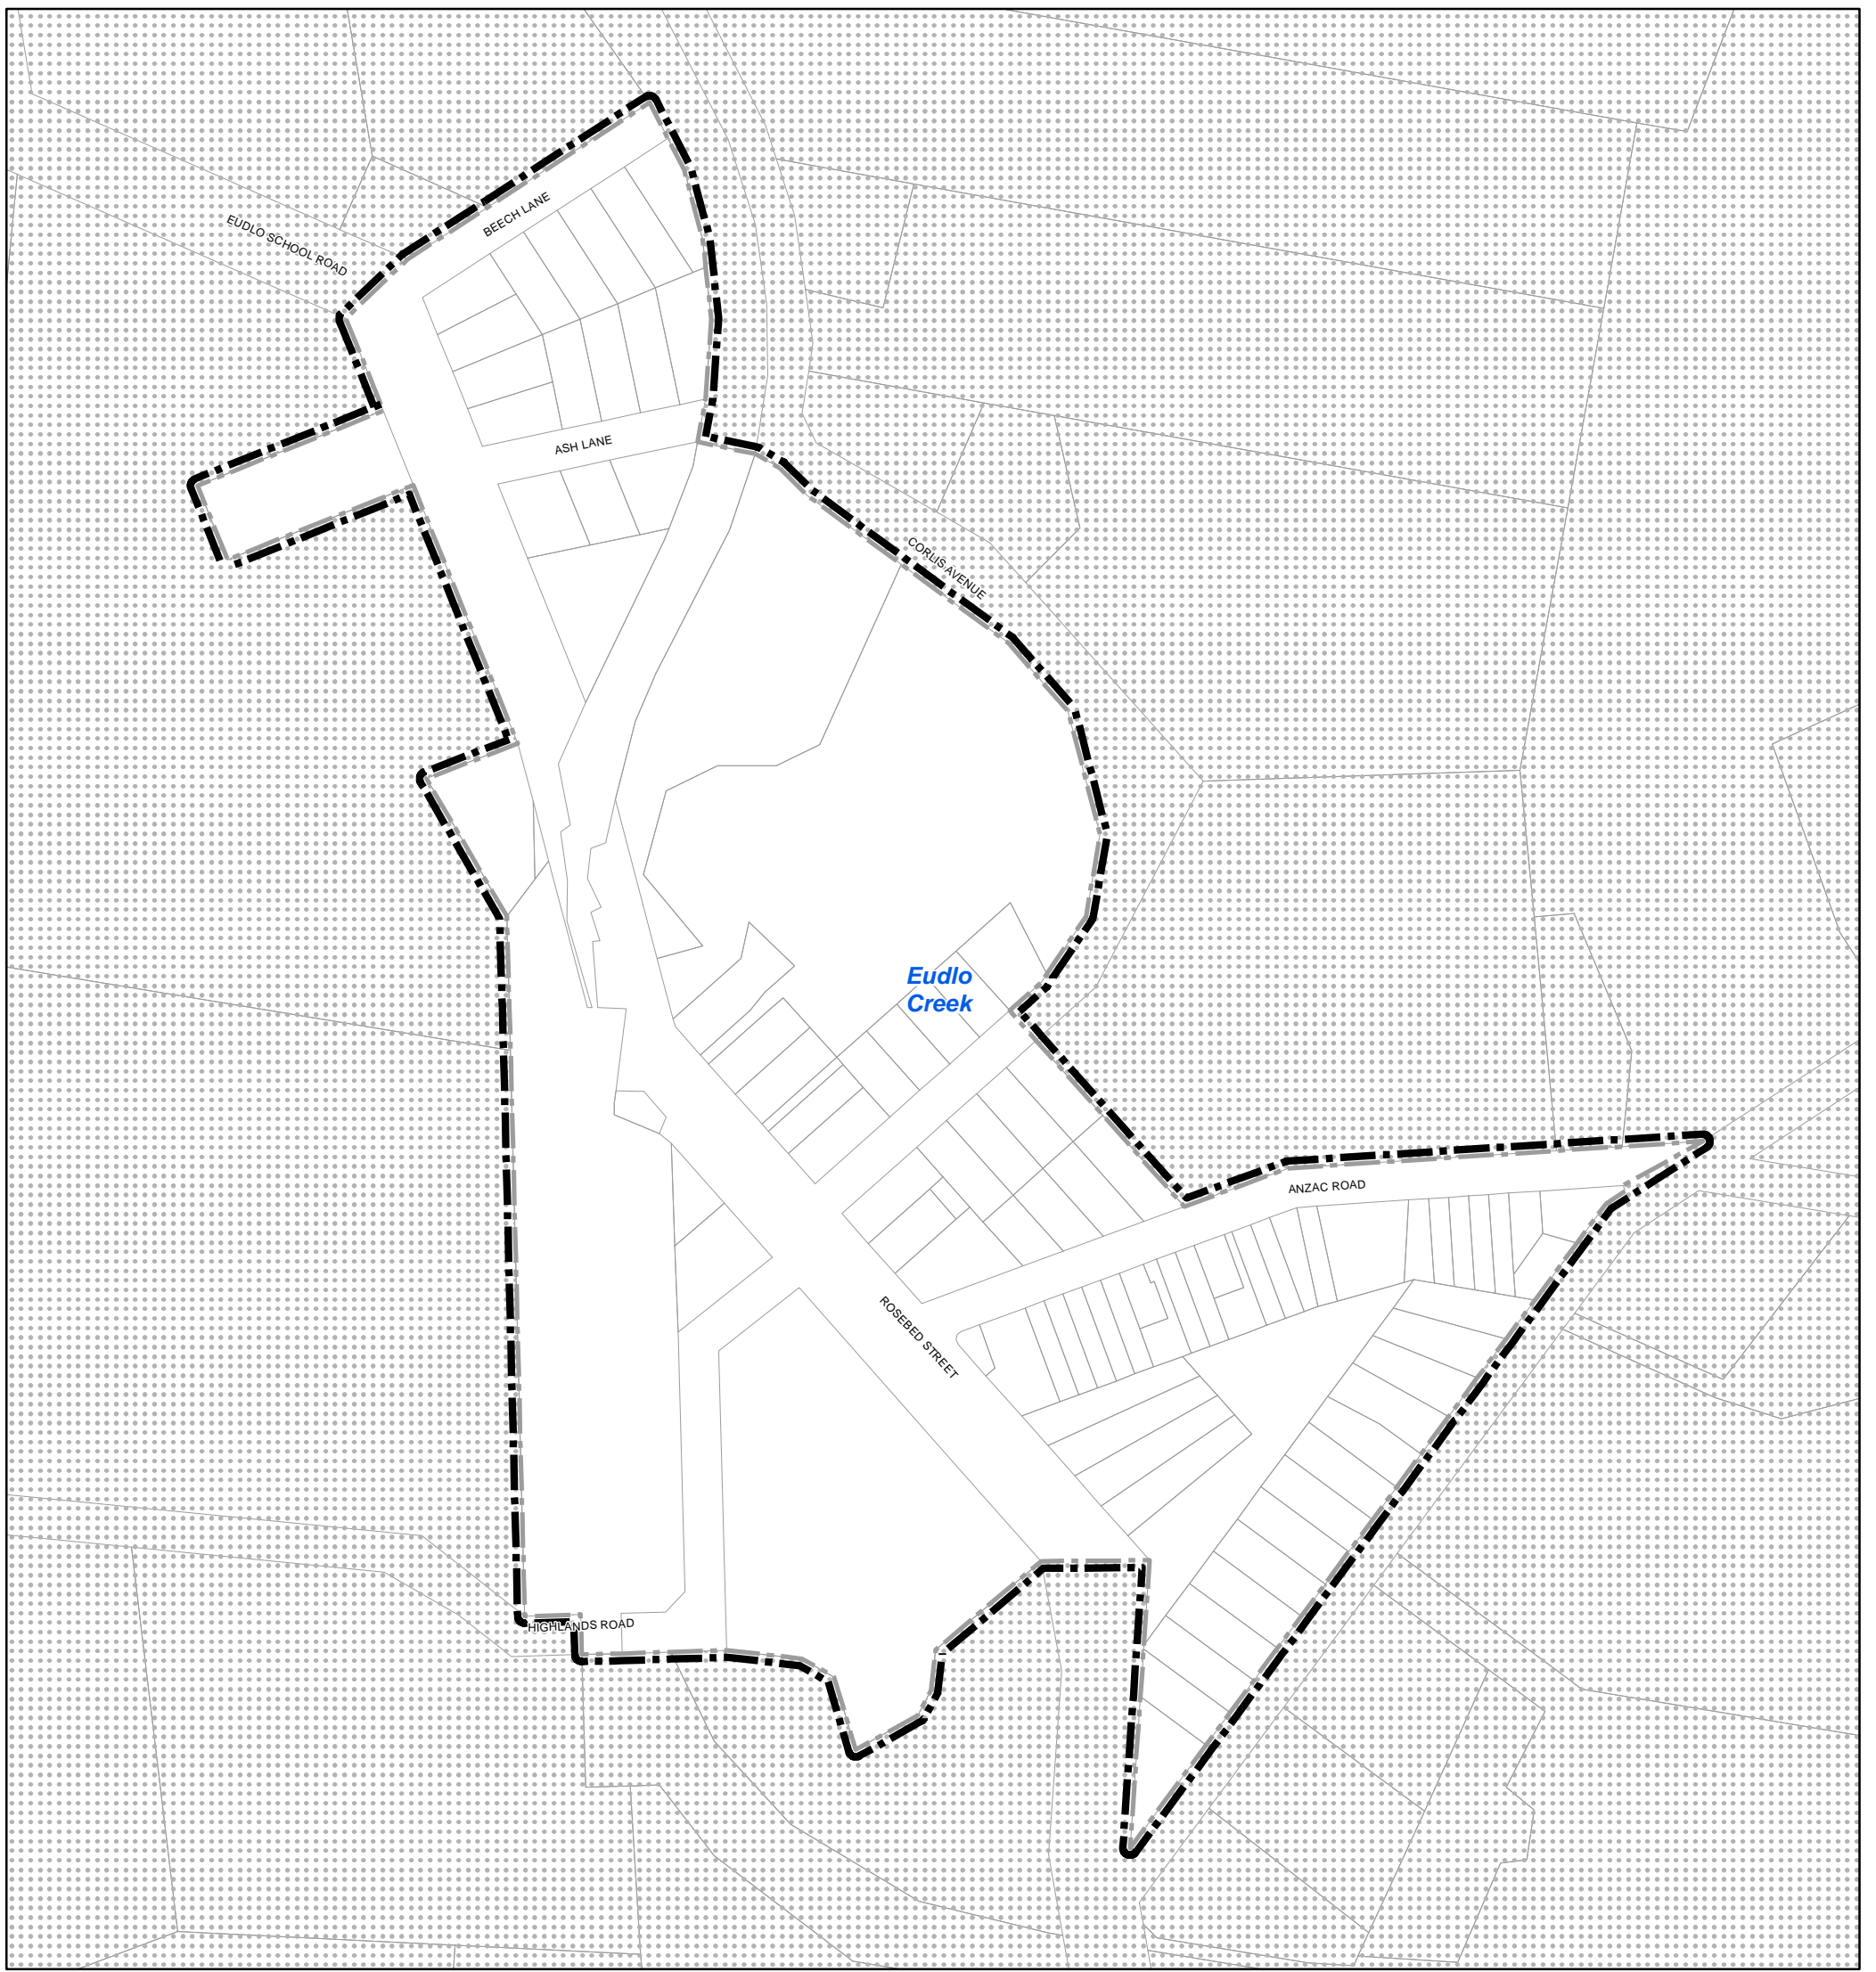 BEECH LANE
EUDLO SCHOOL ROAD
ASH LANE
CORLIS AVENUE
Eudlo
Creek
ANZAC ROAD
ROSEBED STREET
HIGHLANDS ROAD